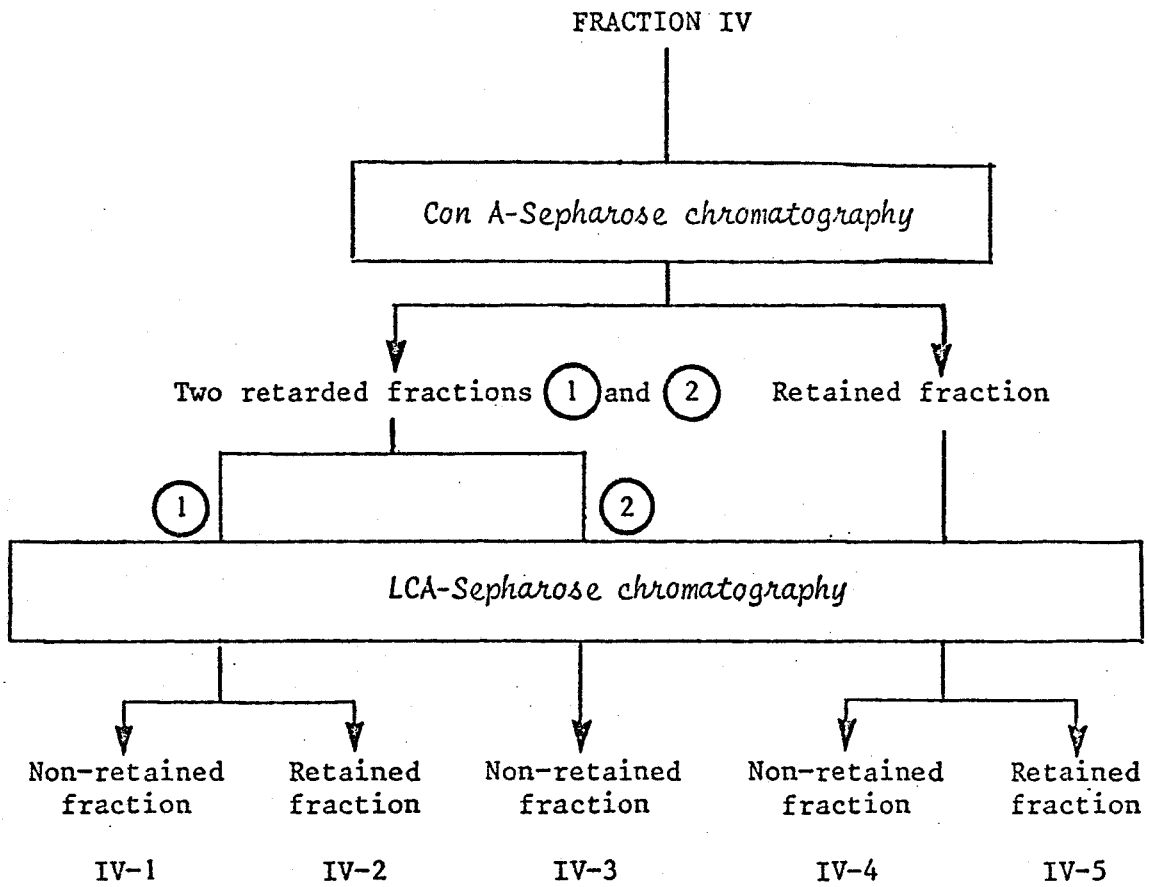 FRACTION IV
Con A-Sepharose chromatography
Two retarded fractions 1 and 2 Retained fraction
1 2
LCA-Sepharose chromatography
Non-retained Retained Non-retained Non-retained Retained
fraction fraction fraction fraction fraction
IV-1 IV-2 IV-3 IV-4 IV-5